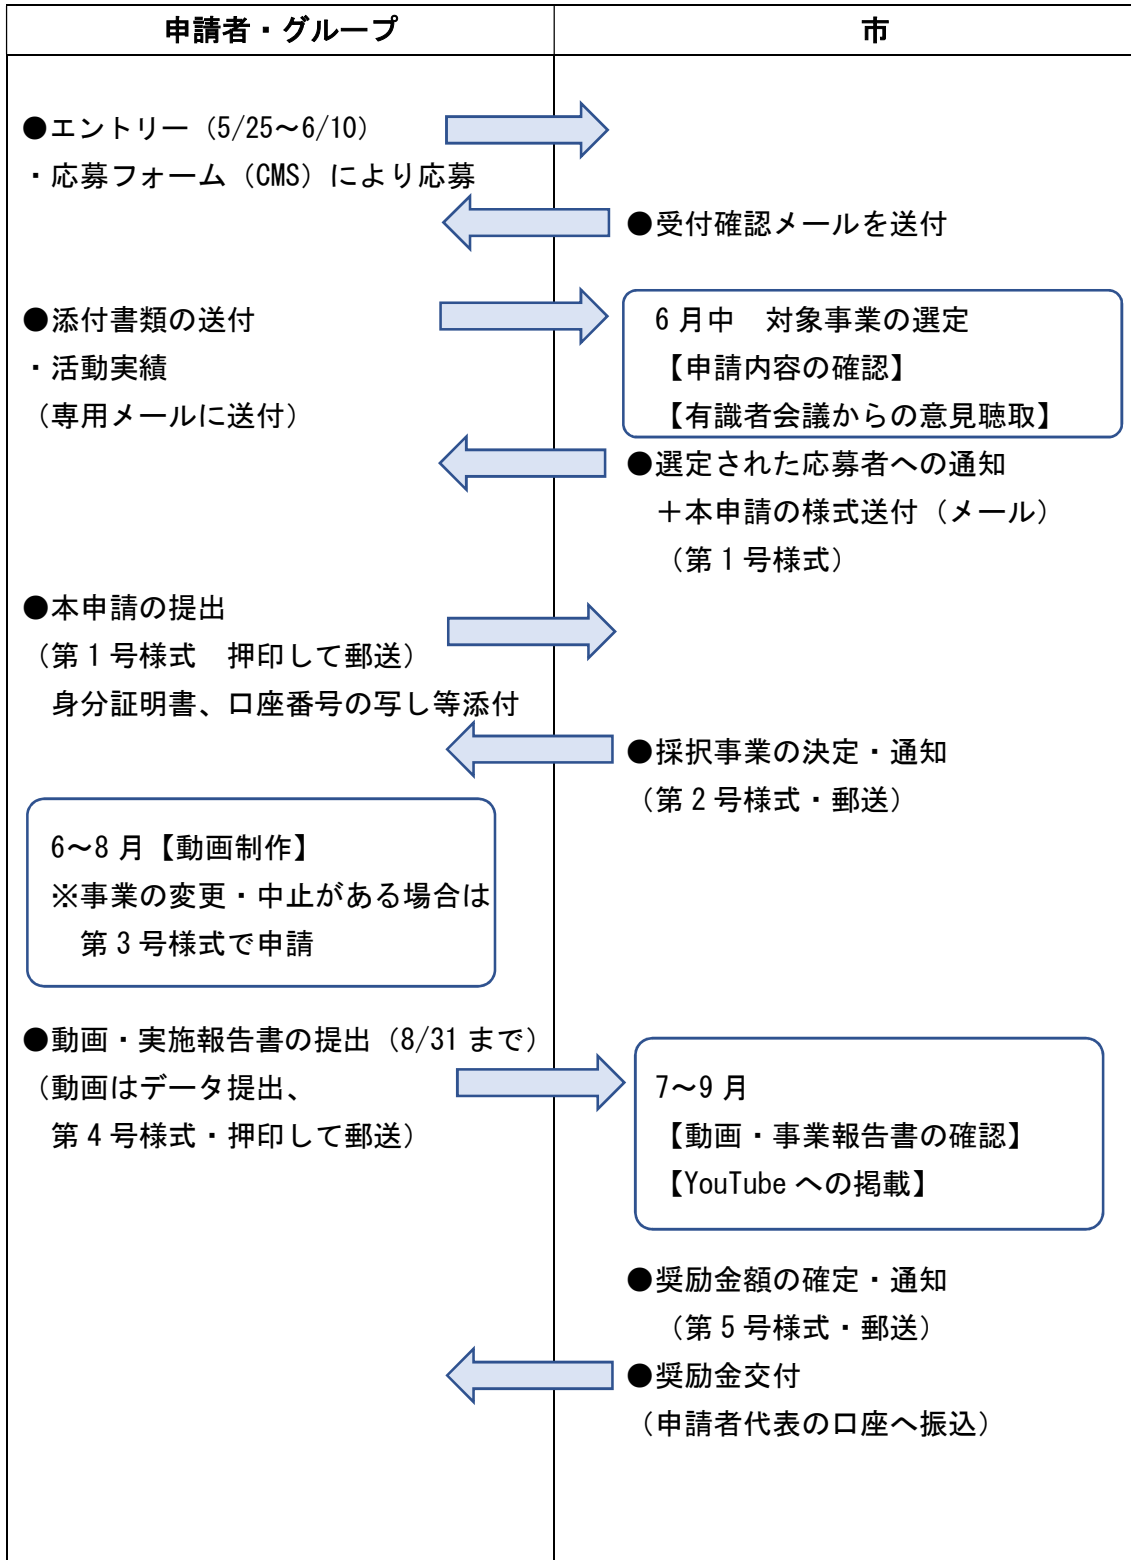 申請者・グループ
市
●エントリー（5/25～6/10）
・応募フォーム（CMS）により応募
●受付確認メールを送付
●添付書類の送付
・活動実績
（専用メールに送付）
6月中　対象事業の選定
【申請内容の確認】
【有識者会議からの意見聴取】
●選定された応募者への通知
＋本申請の様式送付（メール）
（第1号様式）
●本申請の提出
（第1号様式　押印して郵送）
身分証明書、口座番号の写し等添付
●採択事業の決定・通知
（第2号様式・郵送）
6～8月【動画制作】
※事業の変更・中止がある場合は
第3号様式で申請
●動画・実施報告書の提出（8/31まで）
（動画はデータ提出、
第4号様式・押印して郵送）
7～9月
【動画・事業報告書の確認】
【YouTubeへの掲載】
●奨励金額の確定・通知
（第5号様式・郵送）
●奨励金交付
（申請者代表の口座へ振込）